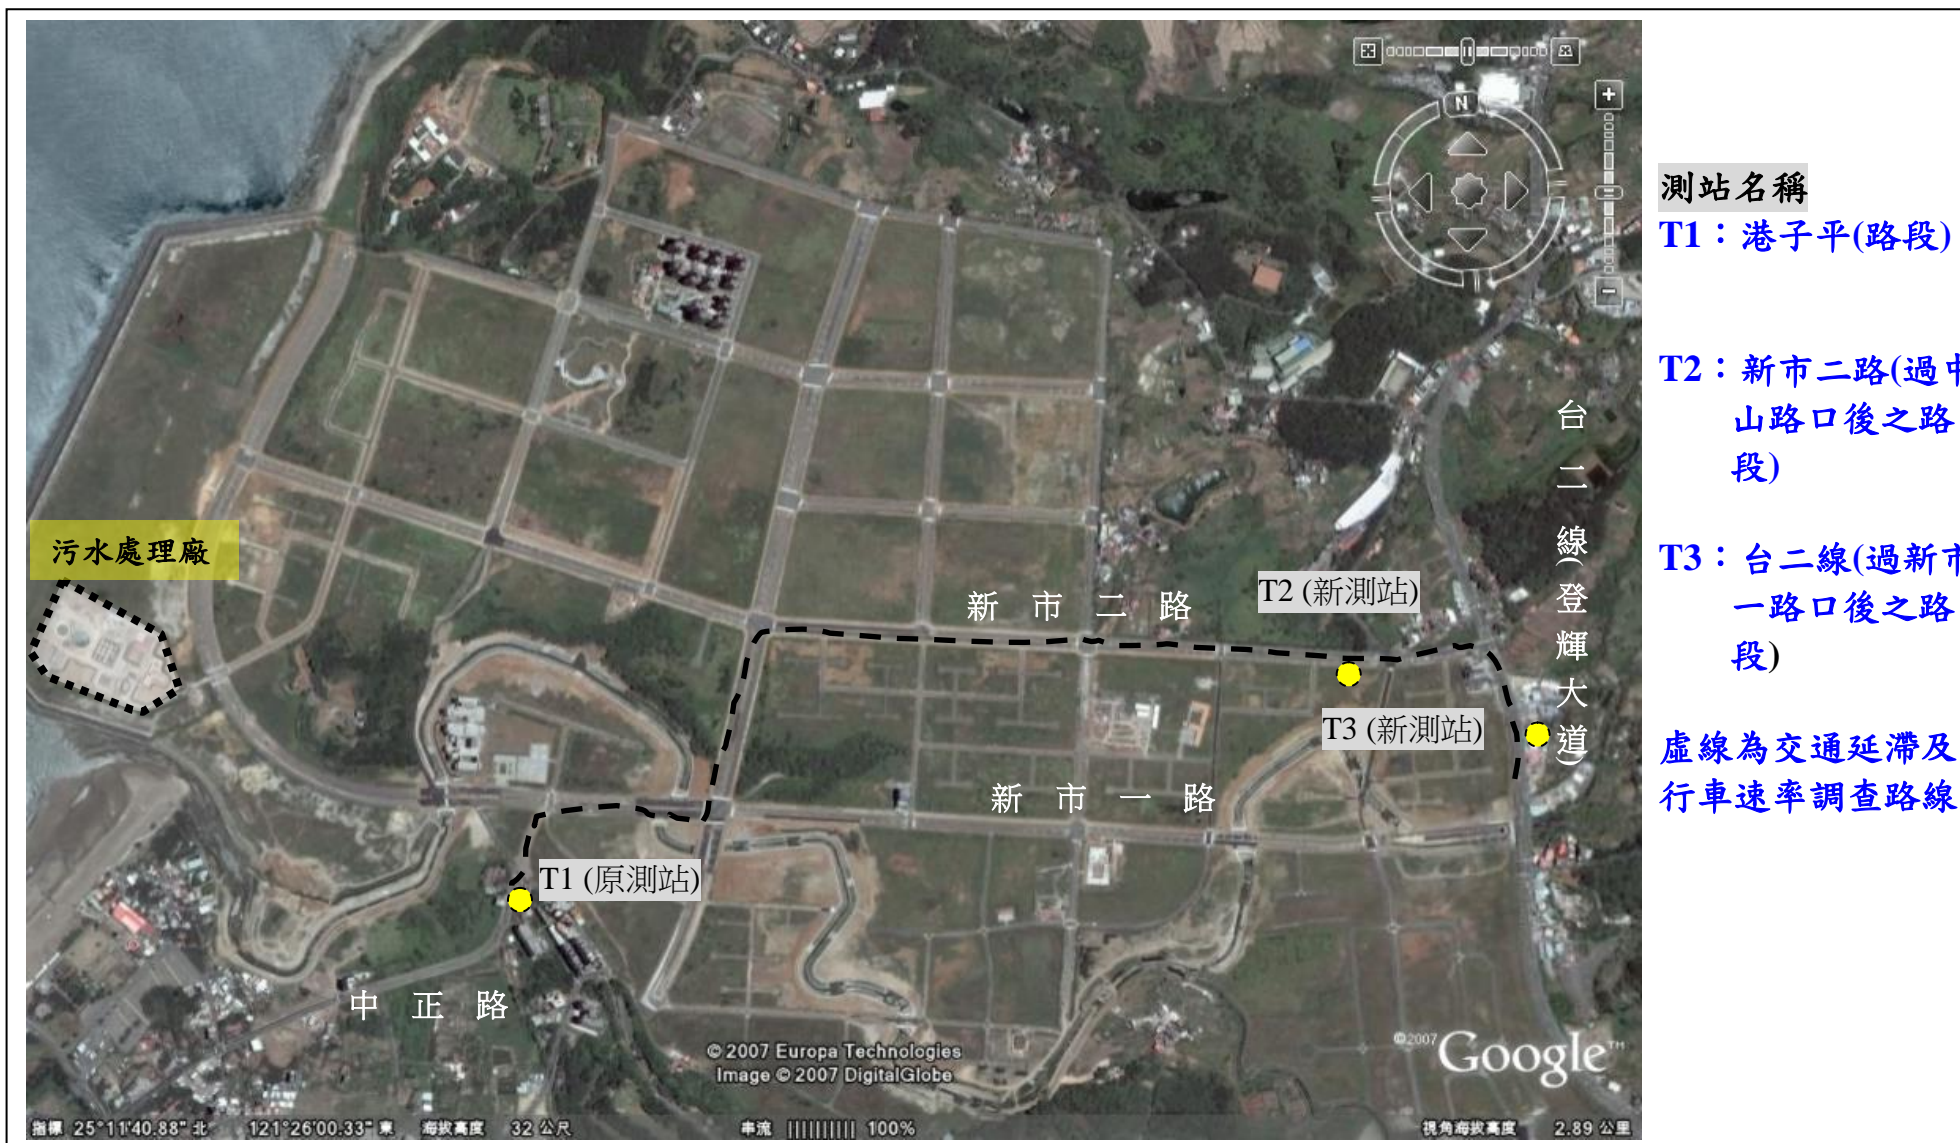 N
測站名稱
T1：港子平(路段)
T2：新市二路(過中
山路口後之路
段)
T3：台二線(過新市
一路口後之路
段)
虛線為交通延滯及
行車速率調查路線
台二線(登輝大道)
污水處理廠
新市二路
T2 (新測站)
T3 (新測站)
新市一路
T1 (原測站)
中正路
© 2007 Europa Technologies
Image © 2007 DigitalGlobe
©2007 Google™
指標 25°11'40.88" 北 121°26'00.33" 東 海拔高度 32 公尺 串流 |||||||||| 100% 視角海拔高度 2.89 公里